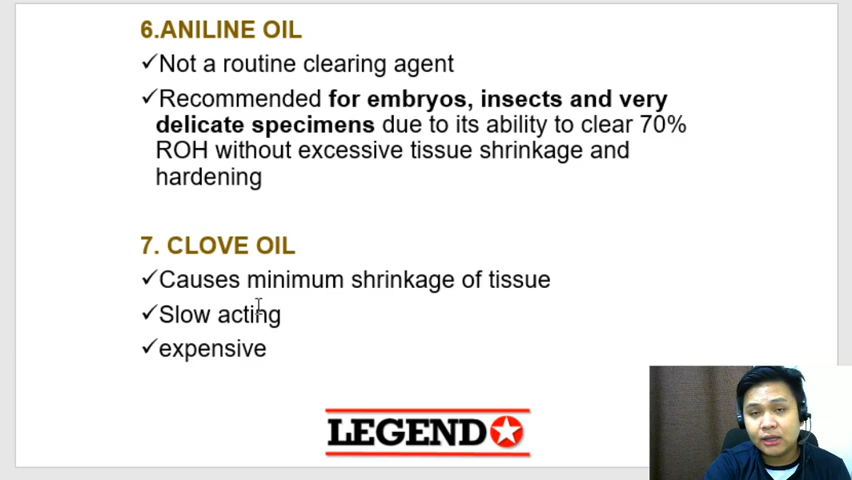 6.ANILINE OIL
✓Not a routine clearing agent
✓Recommended for embryos, insects and very
delicate specimens due to its ability to clear 70%
ROH without excessive tissue shrinkage and
hardening
7. CLOVE OIL
✓Causes minimum shrinkage of tissue
✓Slow acting
✓expensive
LEGEND